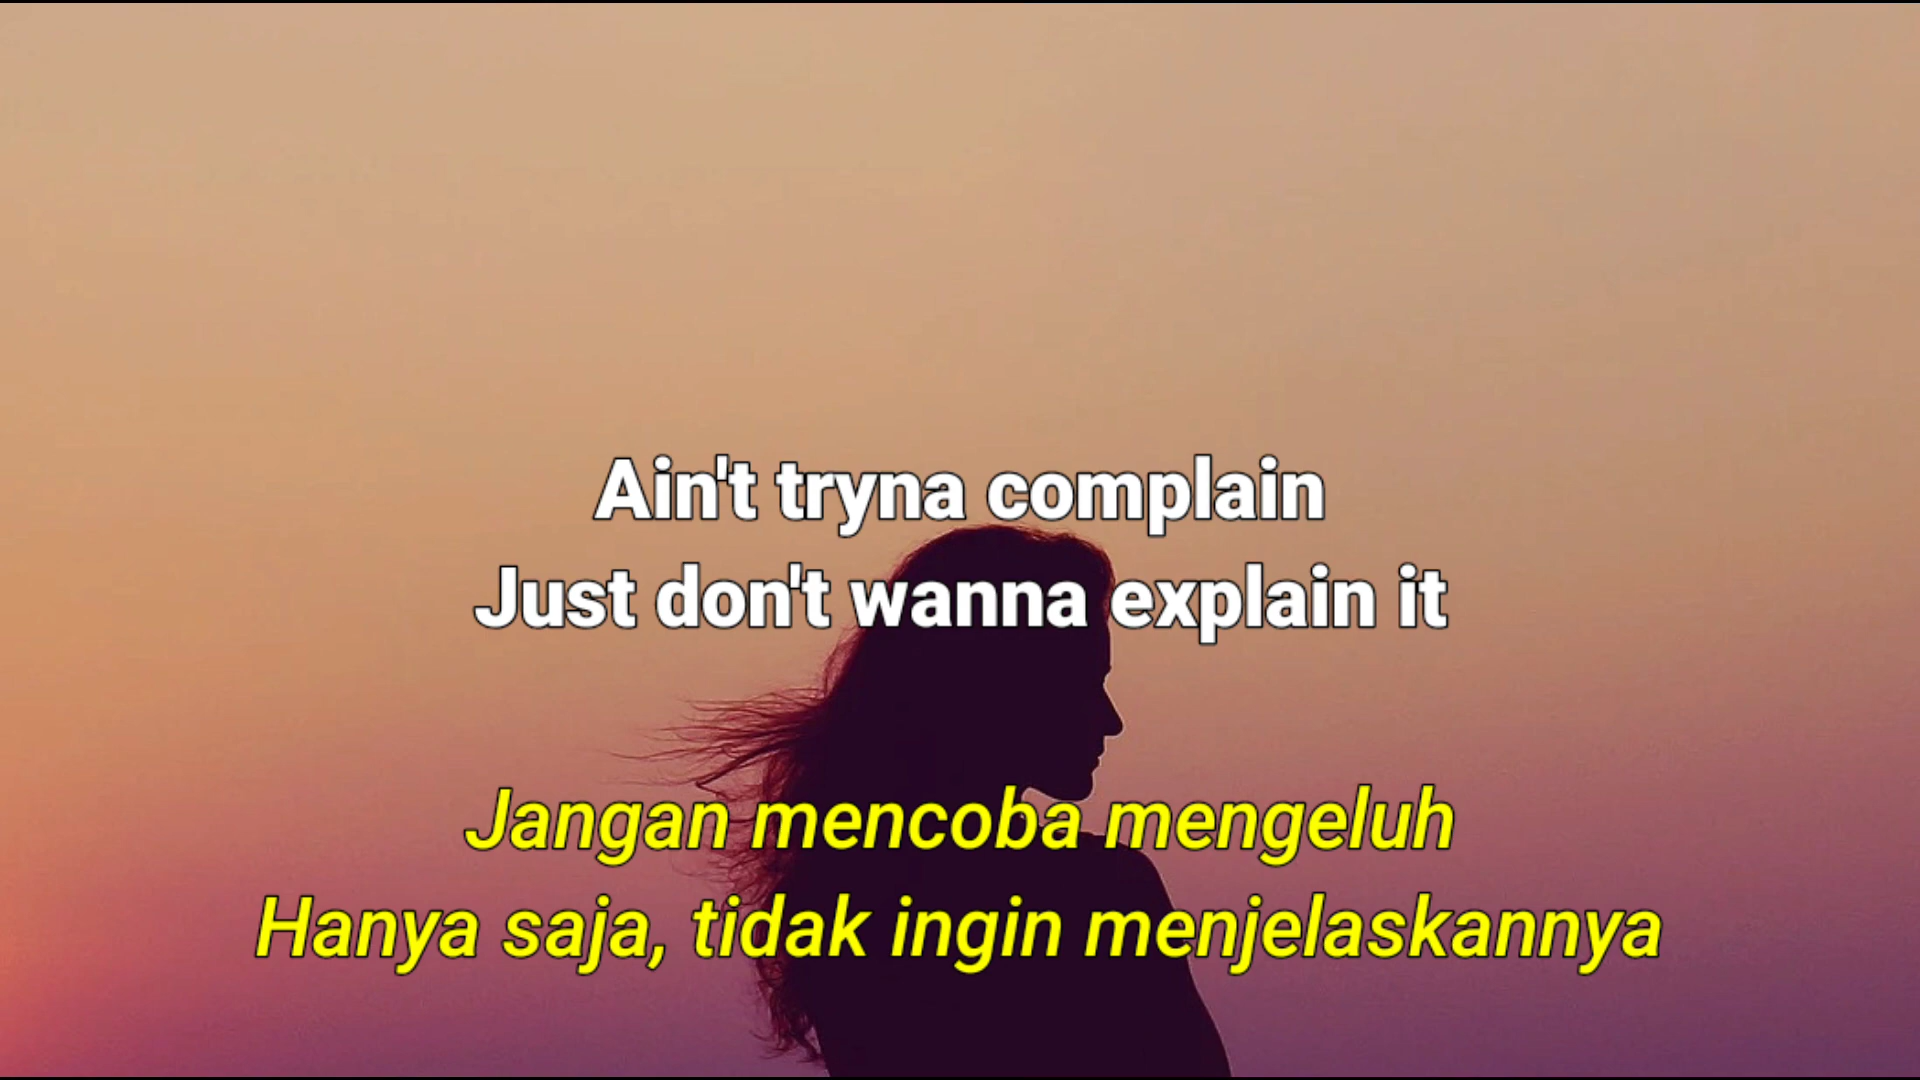 Ain't tryna complain
Just don't wanna explain it
Jangan mencoba mengeluh
Hanya saja, tidak ingin menjelaskannya